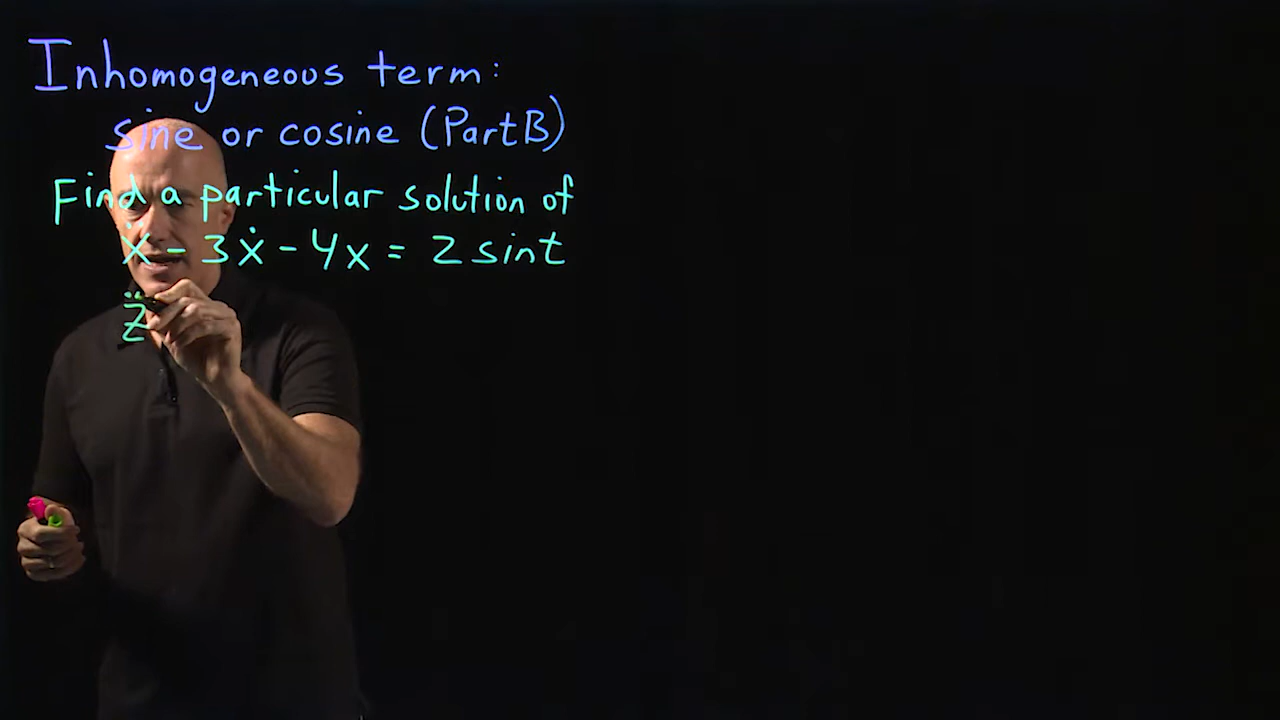 Inhomogeneous term:
sine or cosine (Part B)
Find a particular solution of
ẍ - 3ẋ - 4x = 2 sin t
z̈